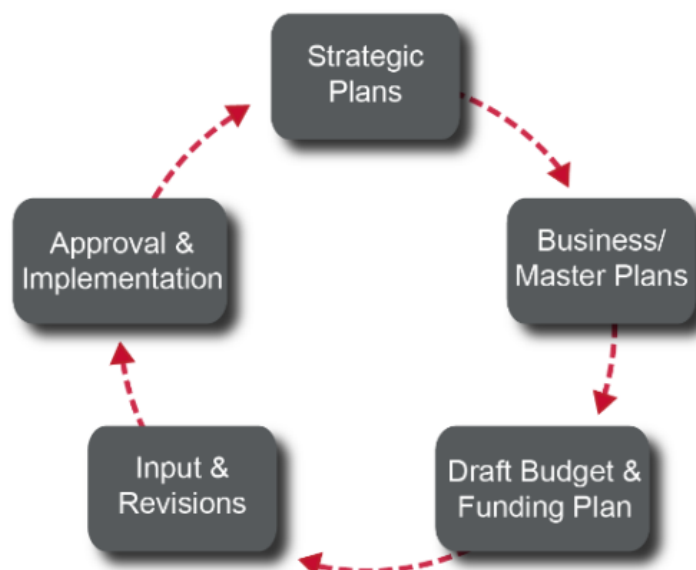 Strategic
Plans
Business/
Master Plans
Draft Budget &
Funding Plan
Input &
Revisions
Approval &
Implementation